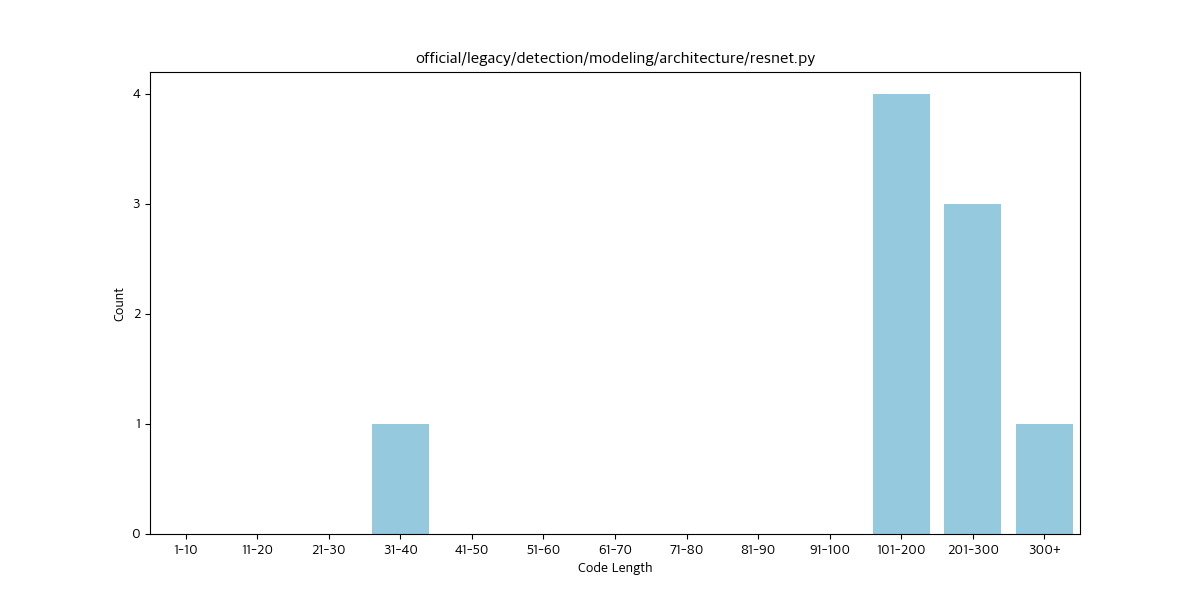 official/legacy/detection/modeling/architecture/resnet.py
4
3
2
1
0
Count
1-10 11-20 21-30 31-40 41-50 51-60 61-70 71-80 81-90 91-100 101-200 201-300 300+
Code Length